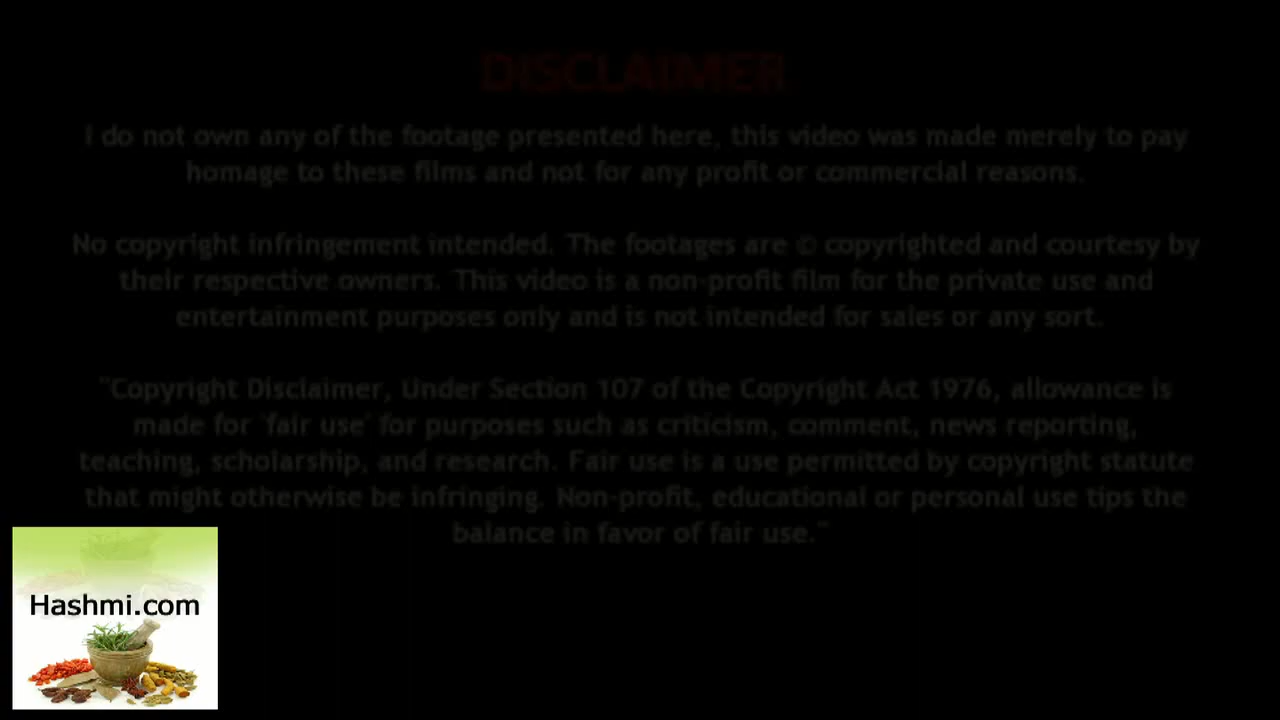 DISCLAIMER
I do not own any of the footage presented here, this video was made merely to pay
homage to these films and not for any profit or commercial reasons.
No copyright infringement intended. The footages are © copyrighted and courtesy by
their respective owners. This video is a non-profit film for the private use and
entertainment purposes only and is not intended for sales or any sort.
"Copyright Disclaimer, Under Section 107 of the Copyright Act 1976, allowance is
made for 'fair use' for purposes such as criticism, comment, news reporting,
teaching, scholarship, and research. Fair use is a use permitted by copyright statute
that might otherwise be infringing. Non-profit, educational or personal use tips the
balance in favor of fair use."
Hashmi.com